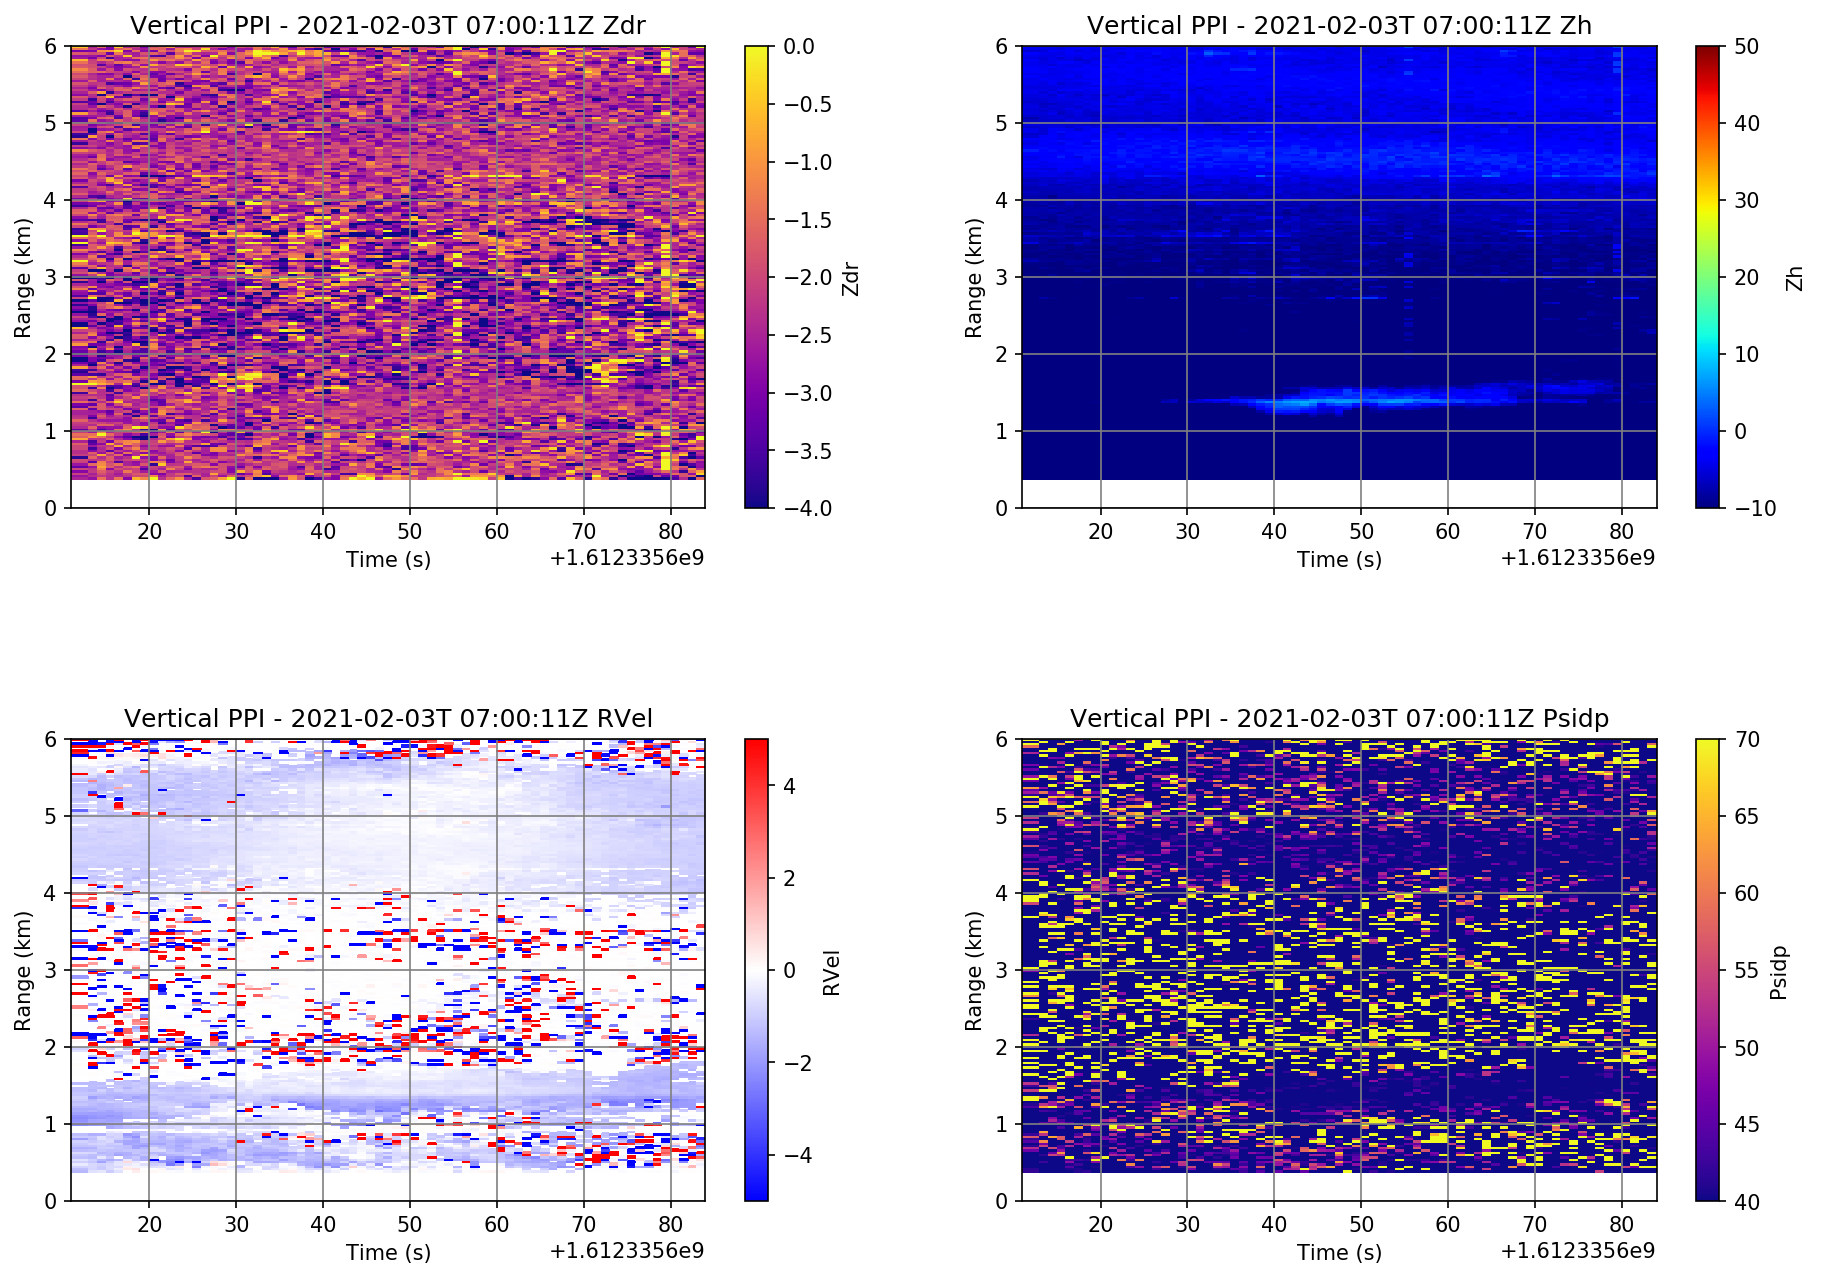 Vertical PPI - 2021-02-03T 07:00:11Z Zdr
6
5
4
3
2
1
0
Range (km)
20 30 40 50 60 70 80
Time (s)
+1.6123356e9
0.0
−0.5
−1.0
−1.5
−2.0
−2.5
−3.0
−3.5
−4.0
Zdr
Vertical PPI - 2021-02-03T 07:00:11Z Zh
6
5
4
3
2
1
0
Range (km)
20 30 40 50 60 70 80
Time (s)
+1.6123356e9
50
40
30
20
10
0
−10
Zh
Vertical PPI - 2021-02-03T 07:00:11Z RVel
6
5
4
3
2
1
0
Range (km)
20 30 40 50 60 70 80
Time (s)
+1.6123356e9
4
2
0
−2
−4
RVel
Vertical PPI - 2021-02-03T 07:00:11Z Psidp
6
5
4
3
2
1
0
Range (km)
20 30 40 50 60 70 80
Time (s)
+1.6123356e9
70
65
60
55
50
45
40
Psidp